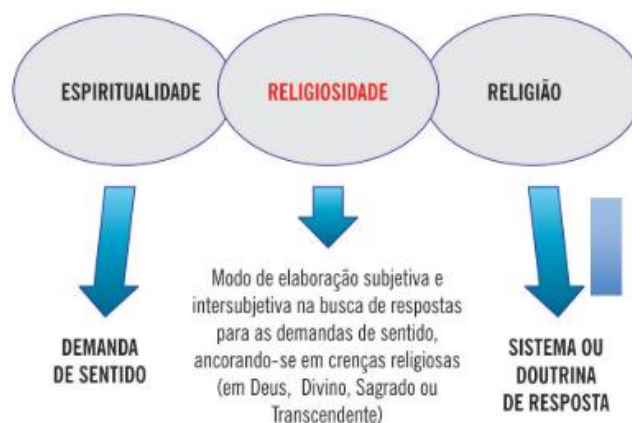 ESPIRITUALIDADE
RELIGIOSIDADE
RELIGIÃO
DEMANDA
DE SENTIDO
Modo de elaboração subjetiva e
intersubjetiva na busca de respostas
para as demandas de sentido,
ancorando-se em crenças religiosas
(em Deus, Divino, Sagrado ou
Transcendente)
SISTEMA OU
DOUTRINA
DE RESPOSTA